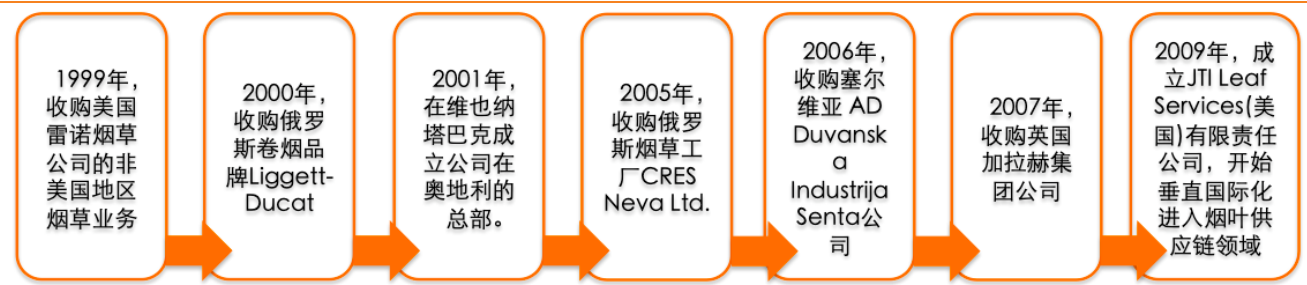 1999年，
收购美国
雷诺烟草
公司的非
美国地区
烟草业务
2000年，
收购俄罗
斯卷烟品
牌Liggett-
Ducat
2001年，
在维也纳
塔巴克成
立公司在
奥地利的
总部。
2005年，
收购俄罗
斯烟草工
厂CRES
Neva Ltd.
2006年，
收购塞尔
维亚 AD
Duvansk
a
Industrija
Senta公
司
2007年，
收购英国
加拉赫集
团公司
2009年，成
立JTI Leaf
Services(美
国)有限责任
公司，开始
垂直国际化
进入烟叶供
应链领域